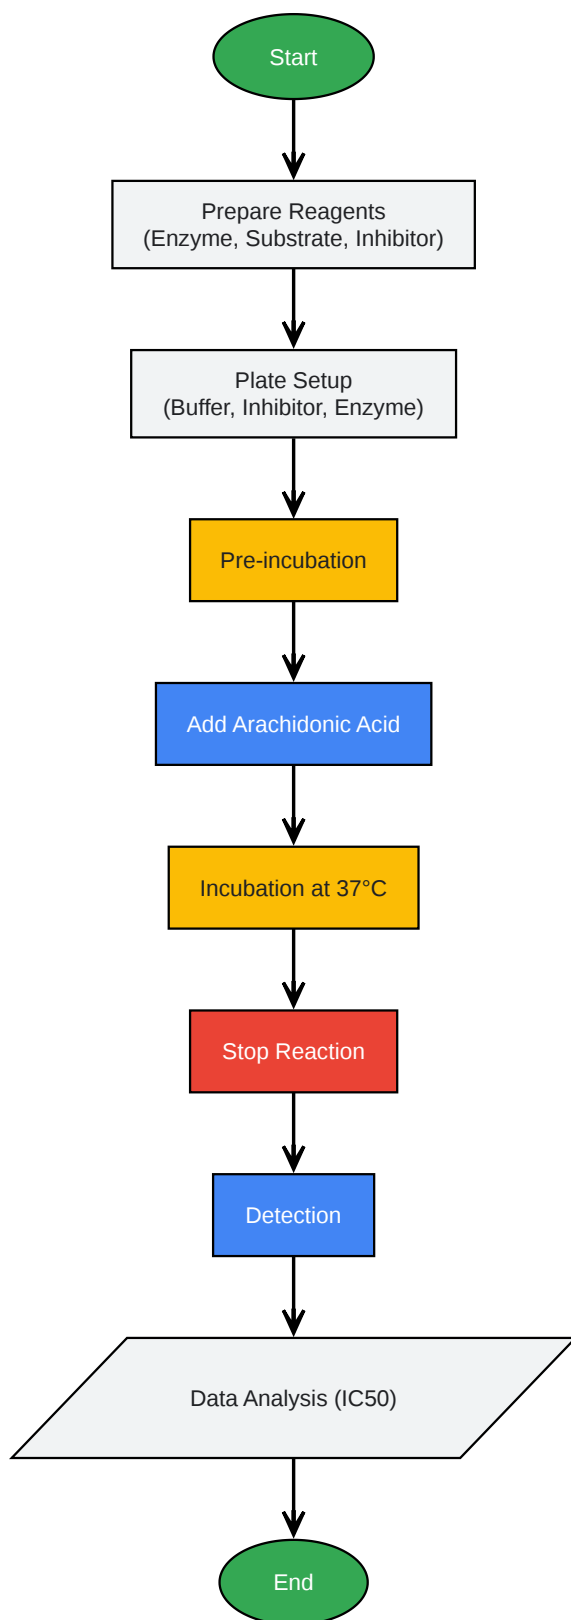 Start
Prepare Reagents
(Enzyme, Substrate, Inhibitor)
Plate Setup
(Buffer, Inhibitor, Enzyme)
Pre-incubation
Add Arachidonic Acid
Incubation at 37°C
Stop Reaction
Detection
Data Analysis (IC50)
End